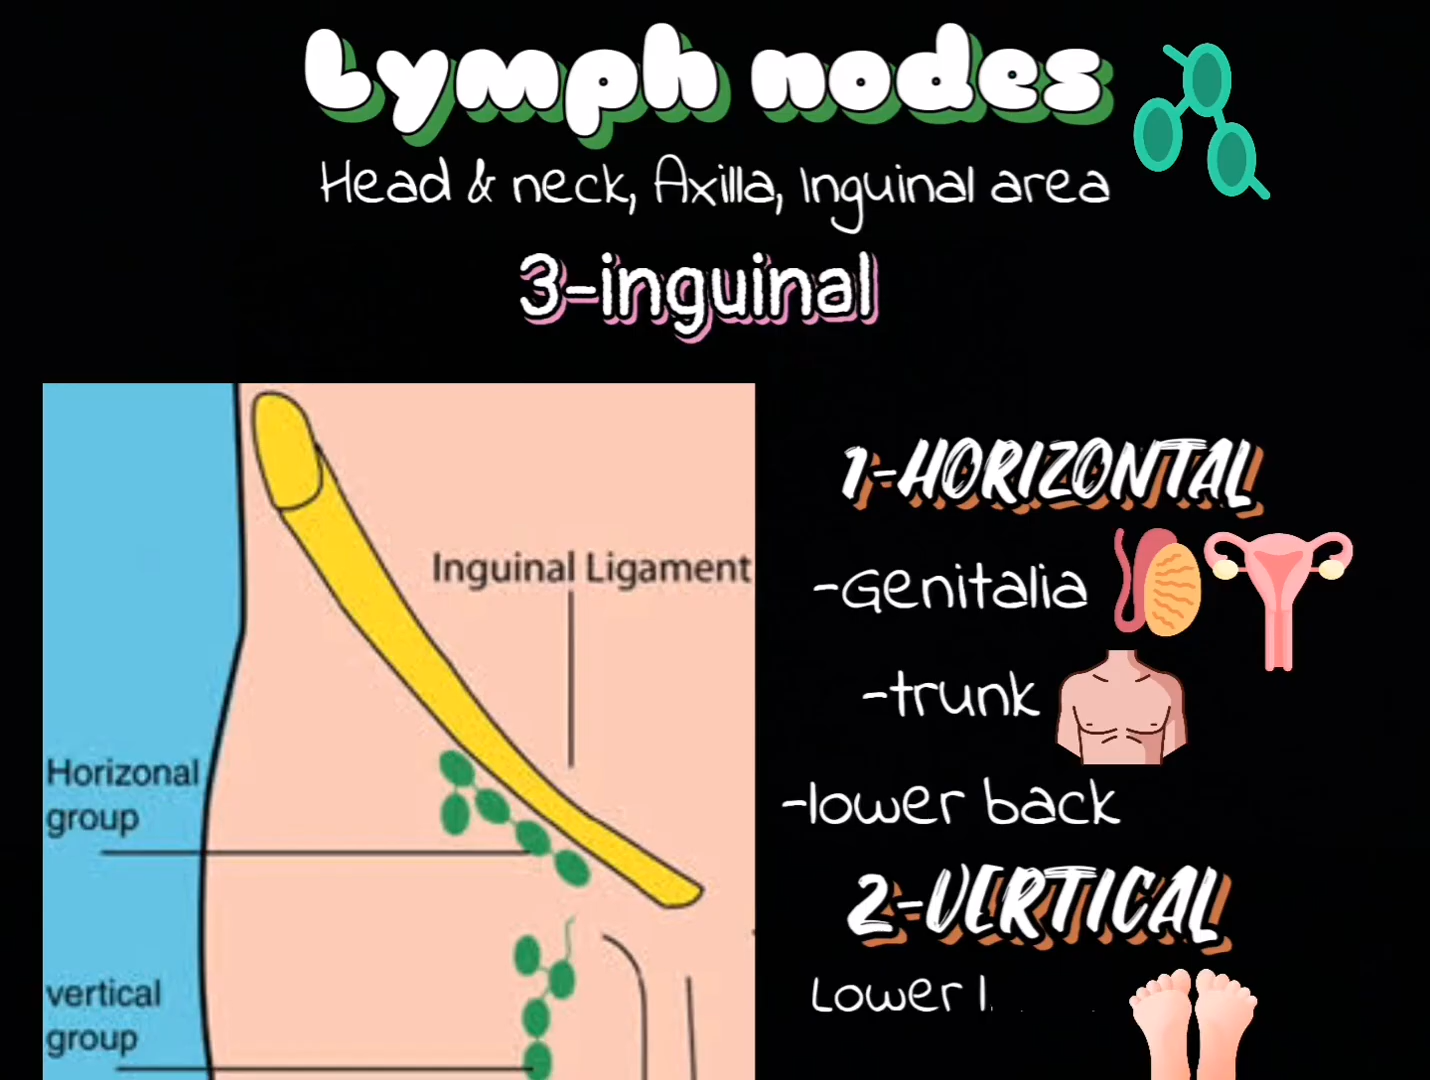 Lymph nodes
Head & neck, Axilla, Inguinal area
3-inguinal
Inguinal Ligament
Horizonal
group
vertical
group
1-HORIZONTAL
-Genitalia
-trunk
-lower back
2-VERTICAL
Lower l